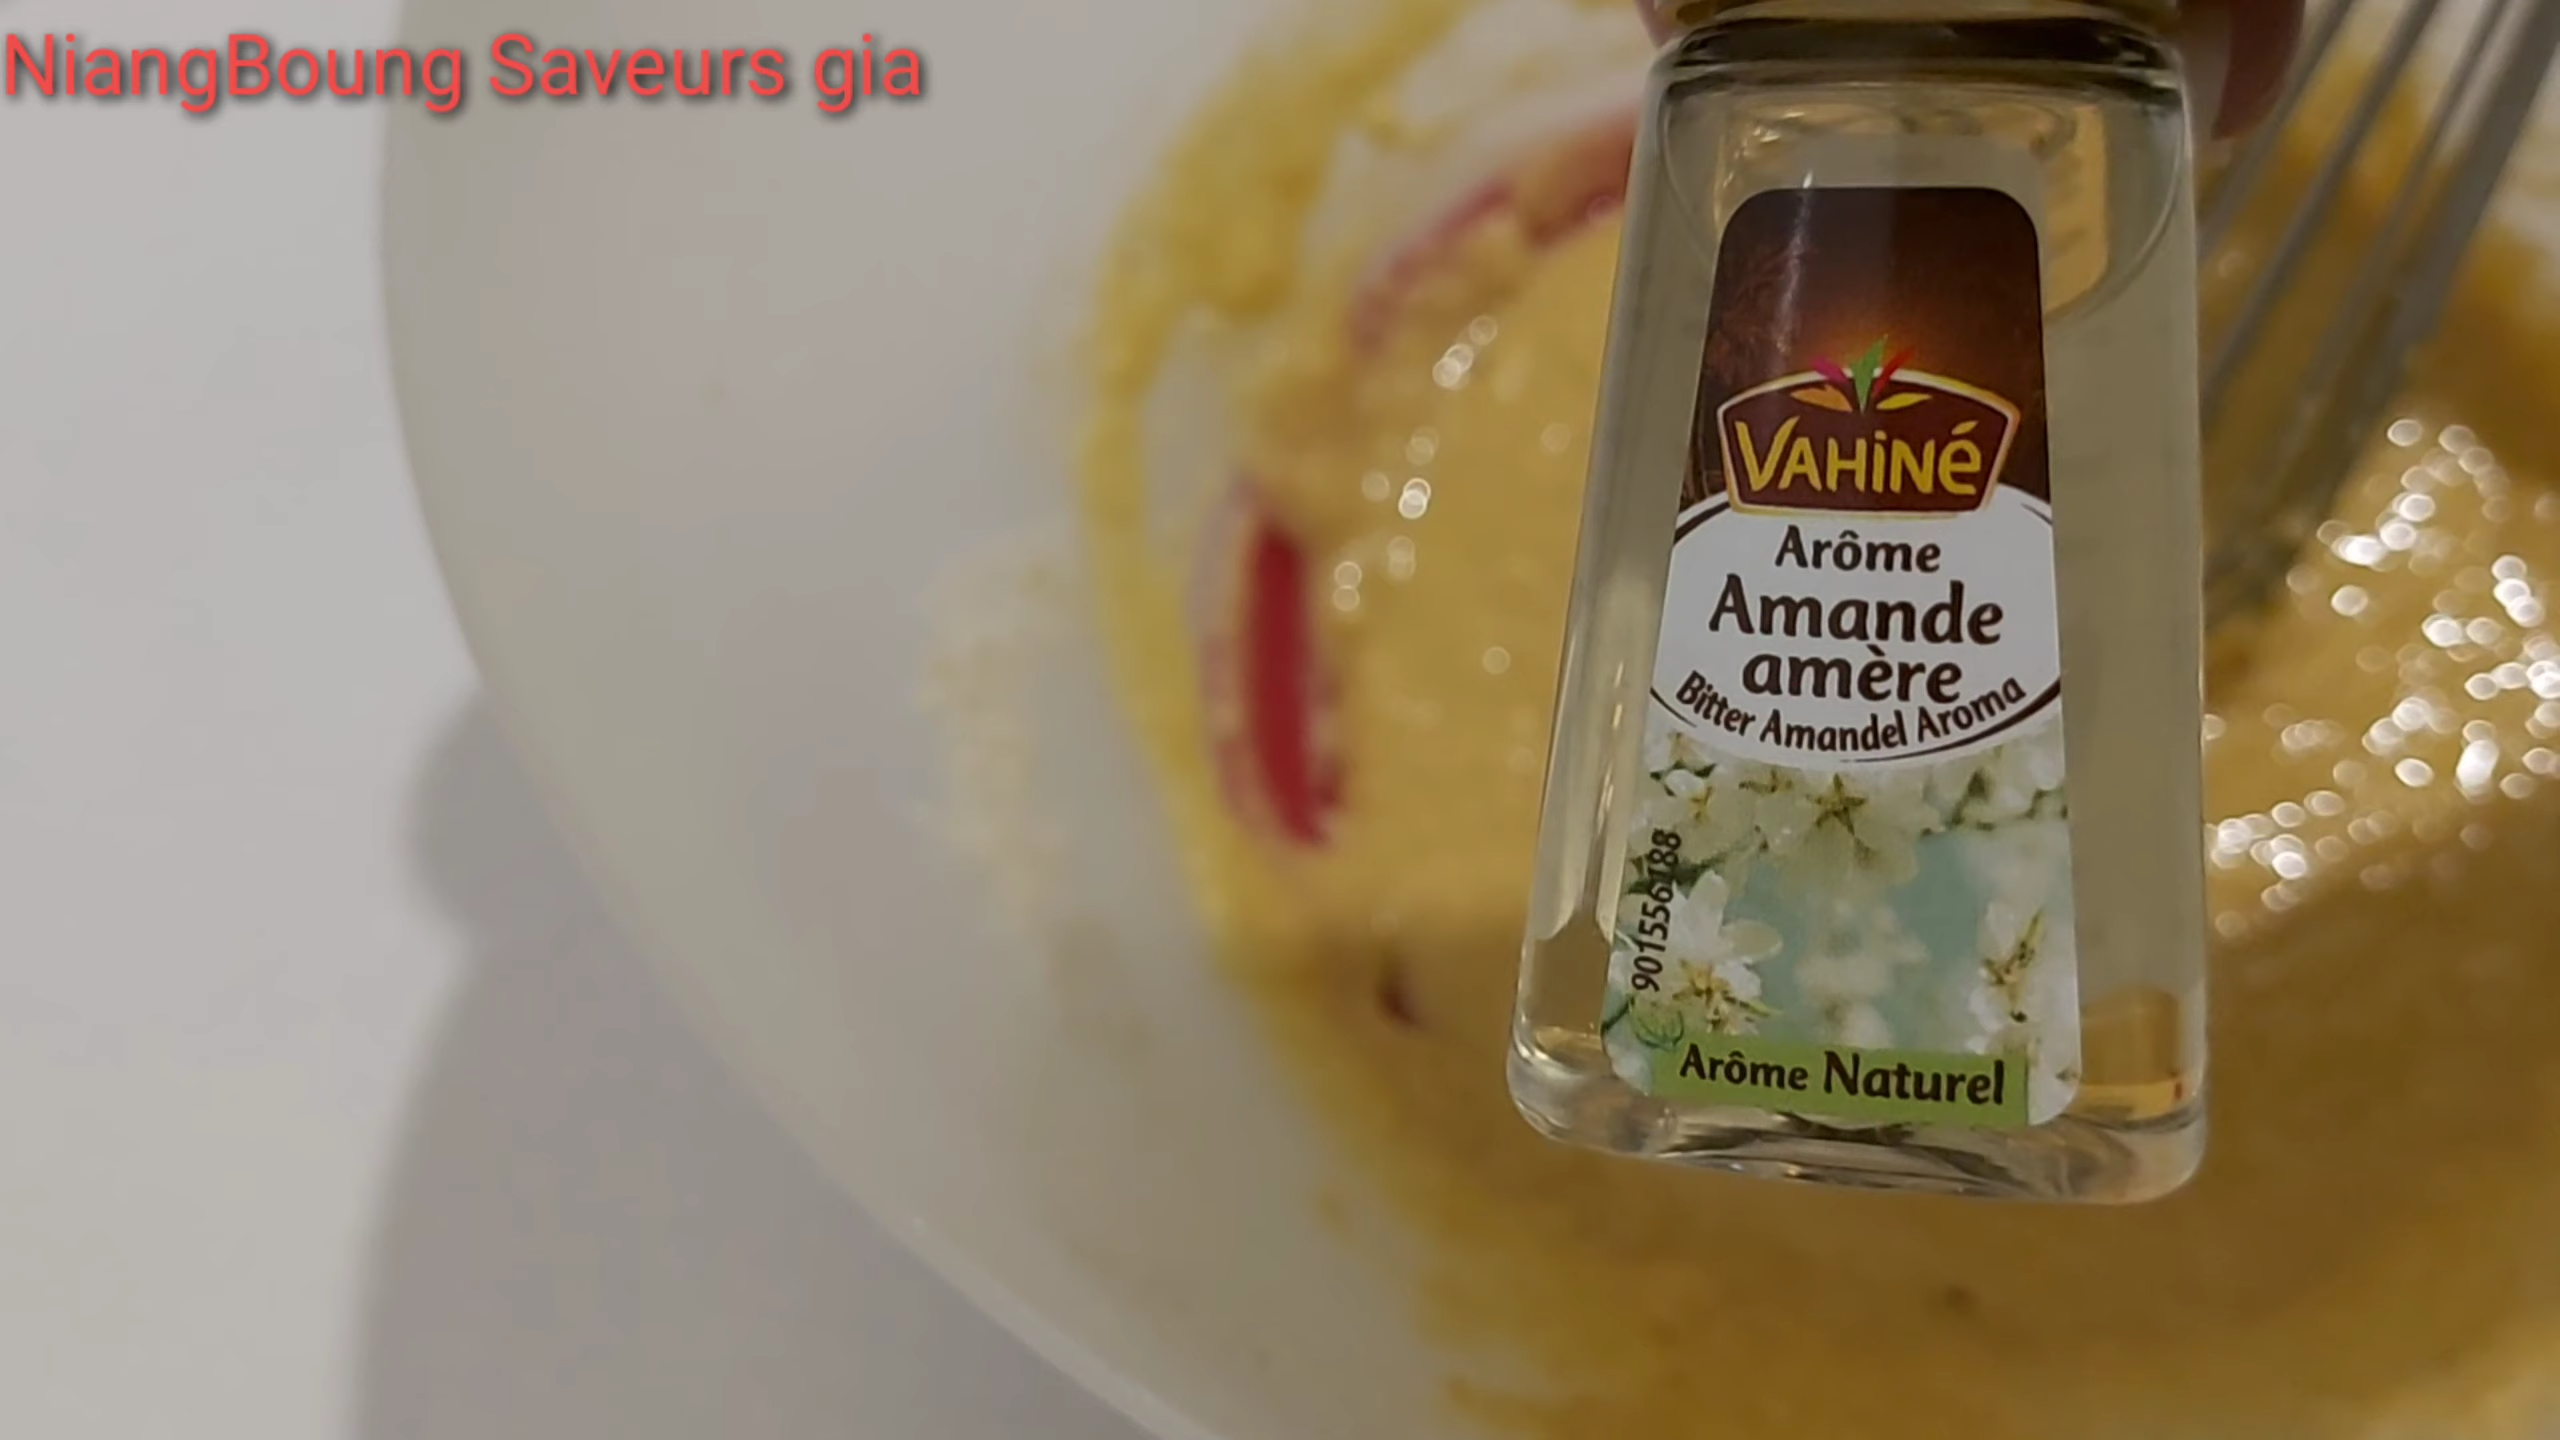 NiangBoung Saveurs gia
VAHiNé
Arôme
Amande
amère
Bitter Amandel Aroma
901556188
Arôme Naturel